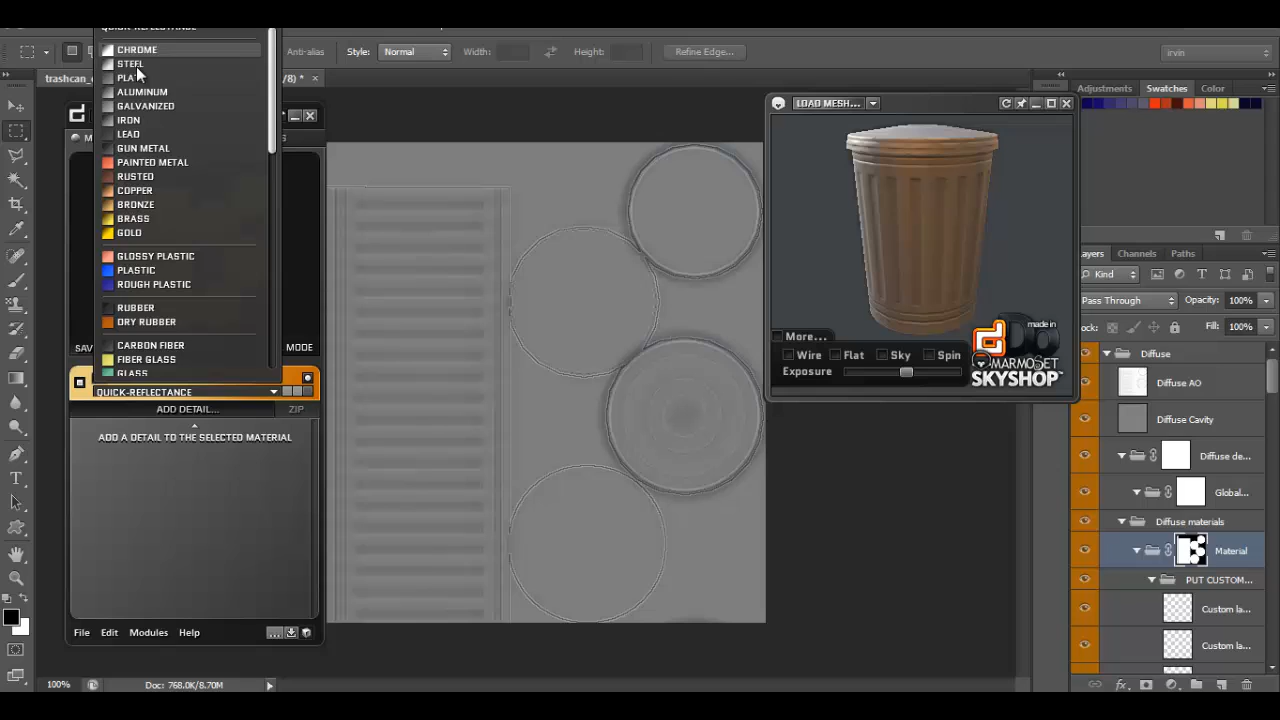 QUICK-REFLECTANCE
CHROME
STEEL
ALUMINUM
GALVANIZED
IRON
LEAD
GUN METAL
PAINTED METAL
RUSTED
COPPER
BRONZE
BRASS
GOLD
GLOSSY PLASTIC
PLASTIC
ROUGH PLASTIC
RUBBER
DRY RUBBER
CARBON FIBER
FIBER GLASS
GLASS
Anti-alias
Style: Normal
Width:
Height:
Refine Edge...
irvin
/8) * ×
MODE
QUICK-REFLECTANCE
ADD DETAIL...
ZIP
ADD A DETAIL TO THE SELECTED MATERIAL
File Edit Modules Help
...
100%
Doc: 768.0K/8.70M
LOAD MESH...
More...
Wire Flat Sky Spin
Exposure
made in
MARMOSET
SKYSHOP
Adjustments Swatches Color
Layers Channels Paths
Kind
Pass Through Opacity: 100%
Fill: 100%
Diffuse
Diffuse AO
Diffuse Cavity
Diffuse de...
Global...
Diffuse materials
Material
PUT CUSTOM...
Custom la...
Custom la...